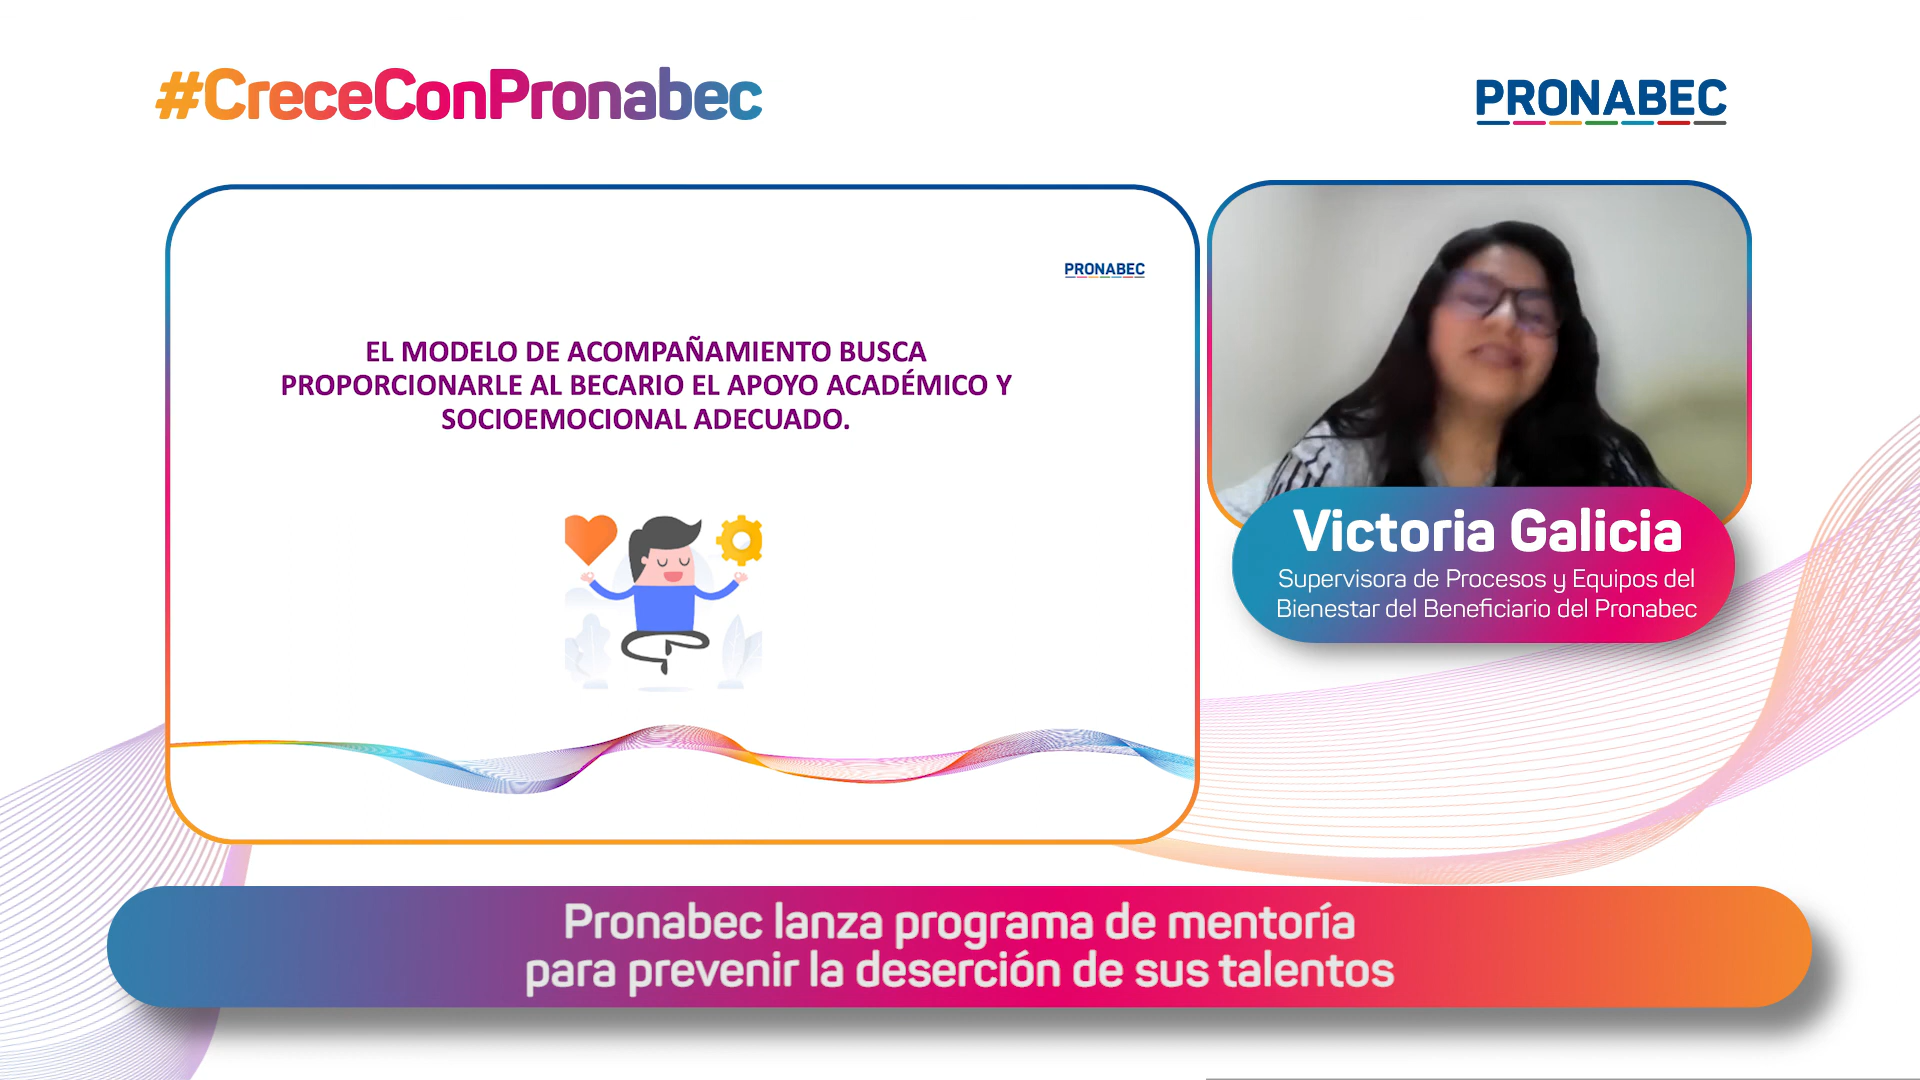 #CreceConPronabec
PRONABEC
PRONABEC
EL MODELO DE ACOMPAÑAMIENTO BUSCA
PROPORCIONARLE AL BECARIO EL APOYO ACADÉMICO Y
SOCIOEMOCIONAL ADECUADO.
Victoria Galicia
Supervisora de Procesos y Equipos del
Bienestar del Beneficiario del Pronabec
Pronabec lanza programa de mentoría
para prevenir la deserción de sus talentos